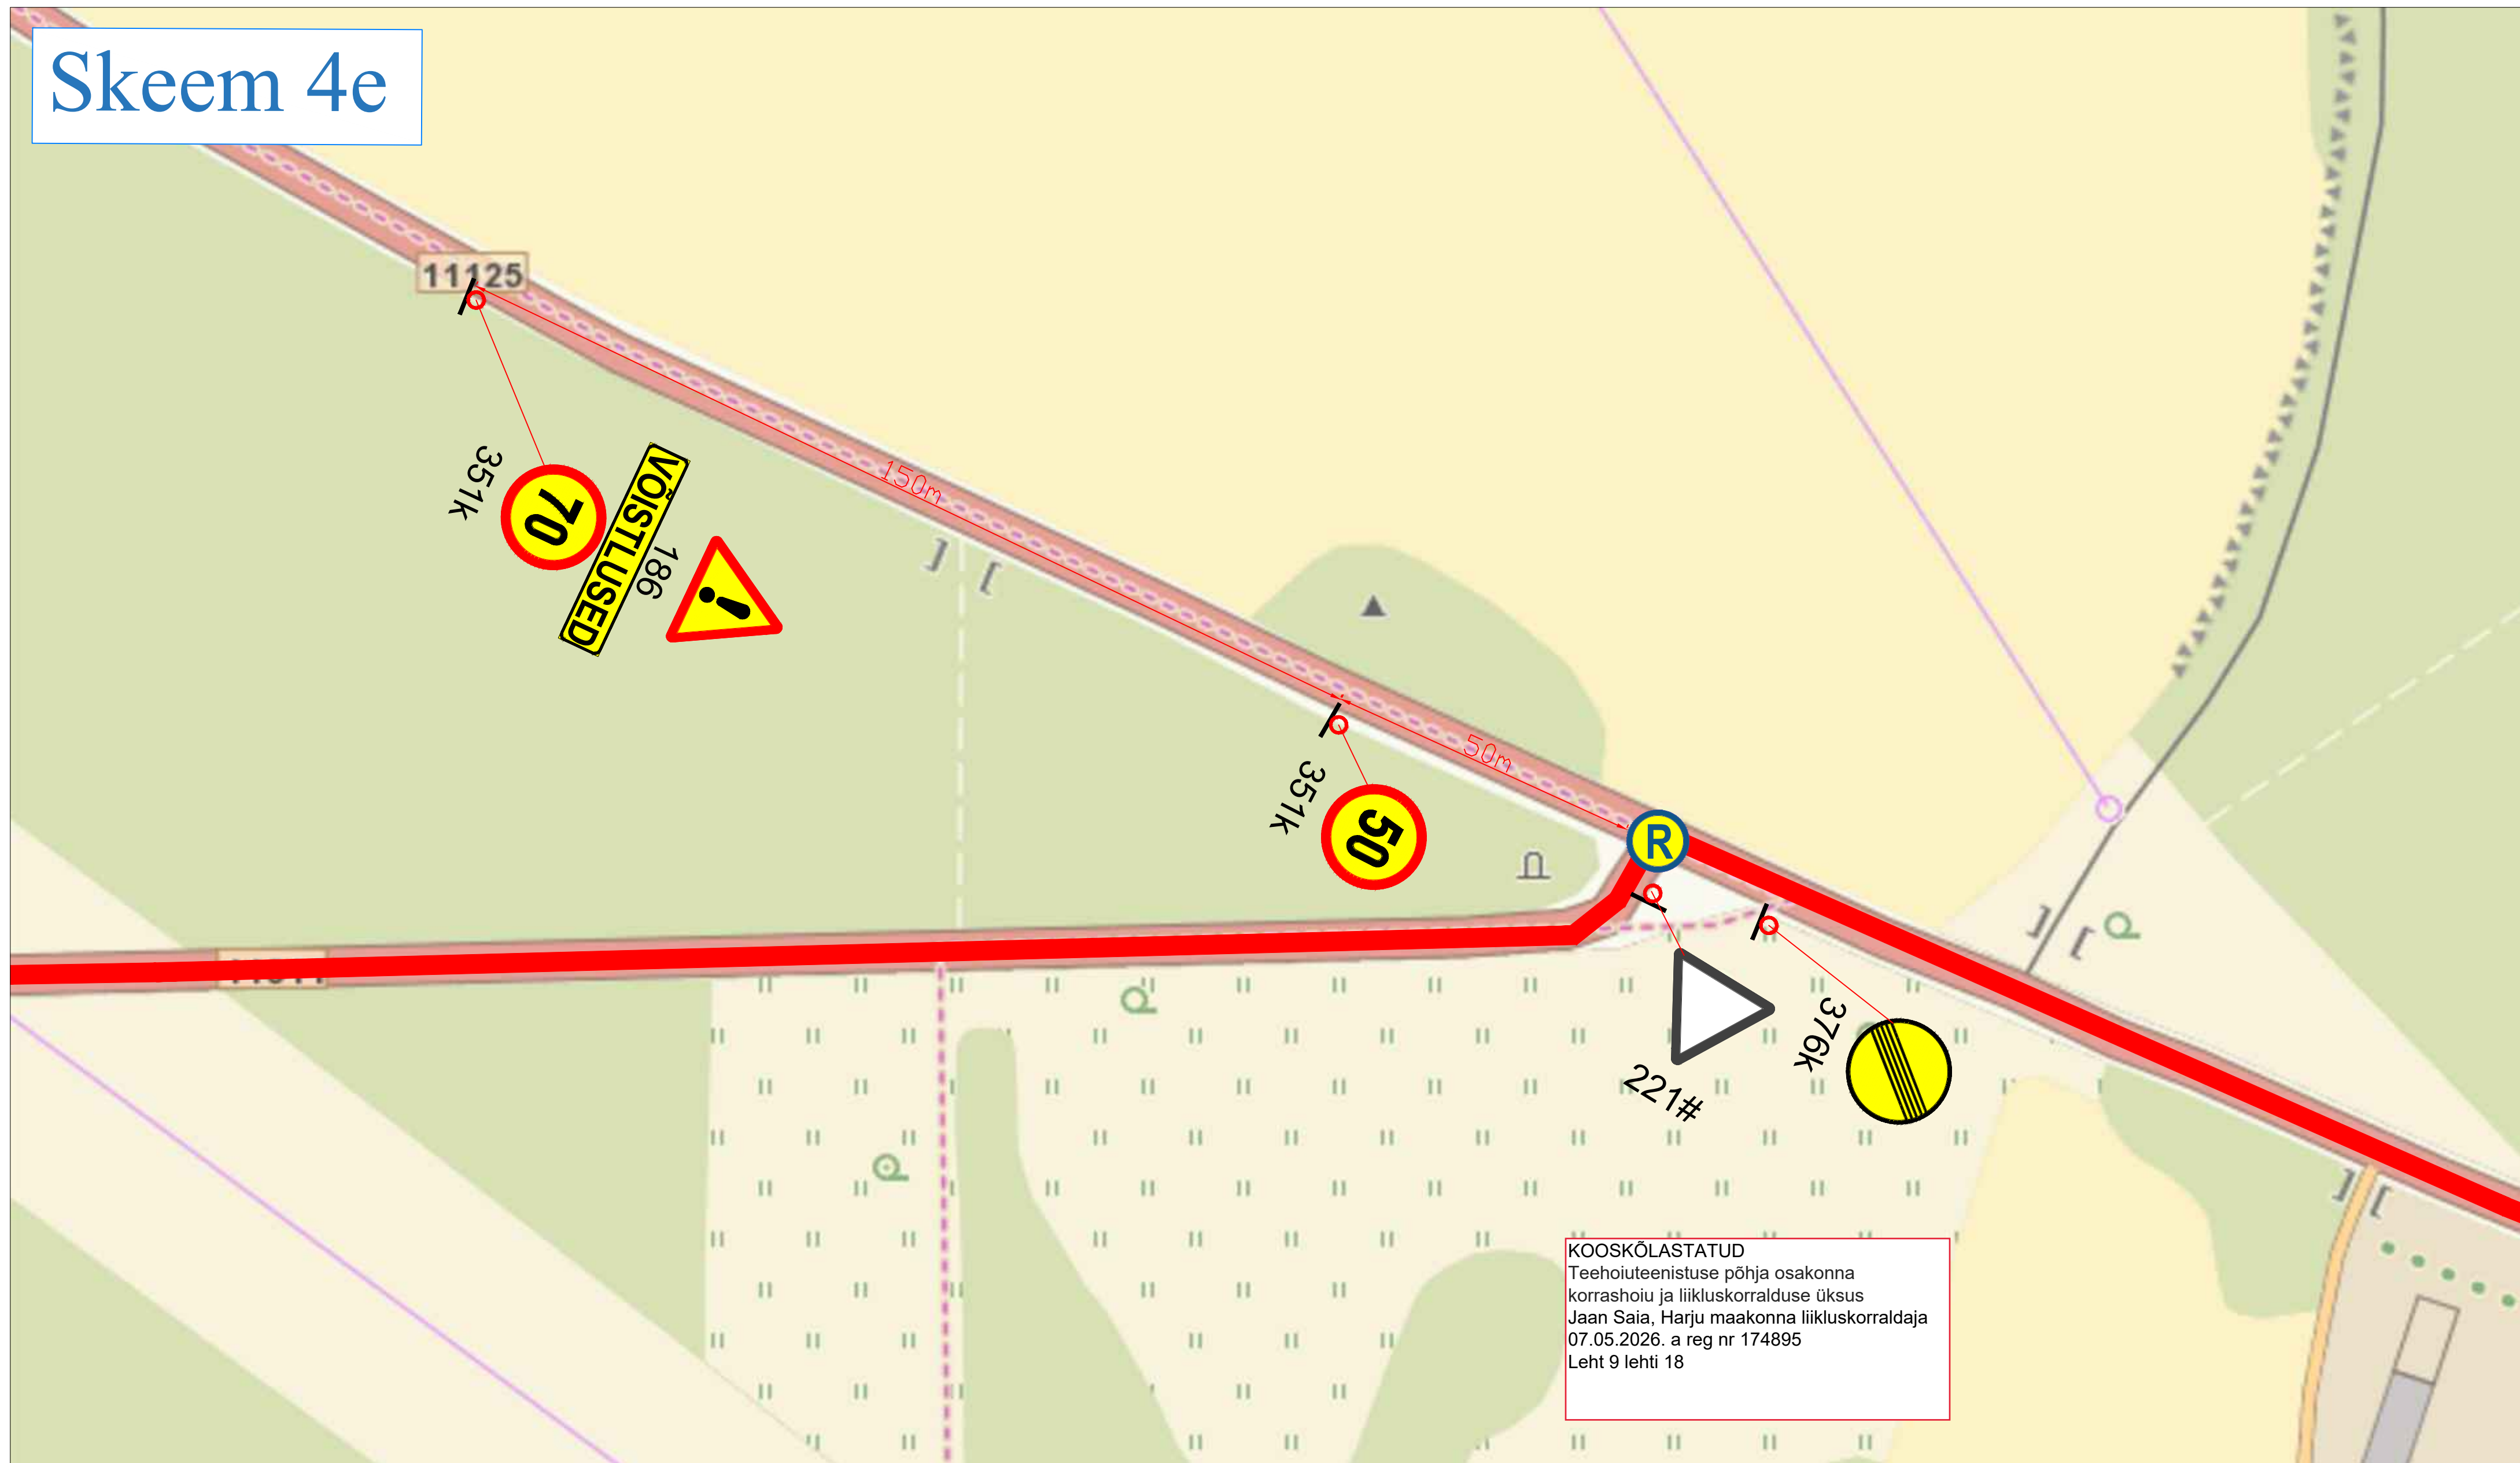 Skeem 4e
11125
150m
351k
70
VÕISTLUSED
186
50m
351k
50
R
376k
221#
KOOSKÕLASTATUD
Teehoiuteenistuse põhja osakonna
korrashoiu ja liikluskorralduse üksus
Jaan Saia, Harju maakonna liikluskorraldaja
07.05.2026. a reg nr 174895
Leht 9 lehti 18